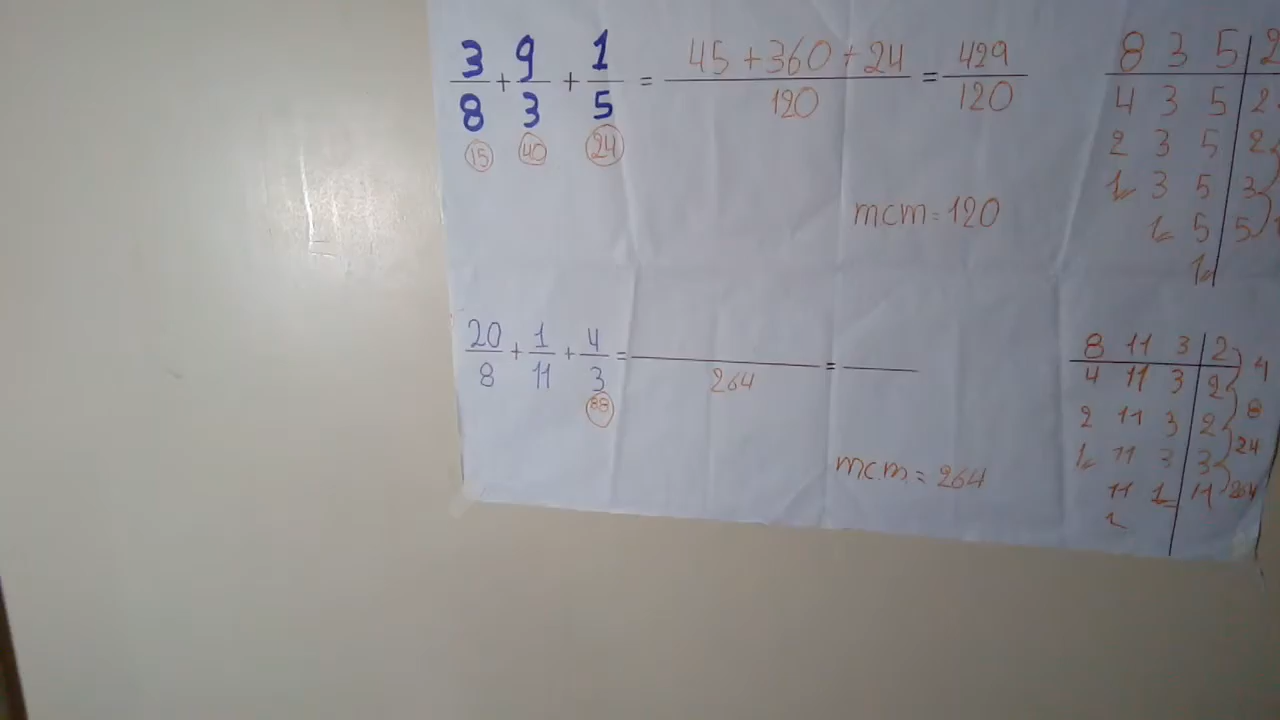 3/8 + 9/3 + 1/5 = 45 + 360 + 24/120 = 429/120
15 40 24
mcm = 120
8 3 5 | 2
4 3 5 | 2
2 3 5 | 2
1 3 5 | 3
1 5 | 5
1
20/8 + 1/11 + 4/3 = /264 =
88
m.c.m. = 264
8 11 3 | 2
4 11 3 | 2 4
2 11 3 | 2 8
1 11 3 | 3 24
11 1 | 11 264
1